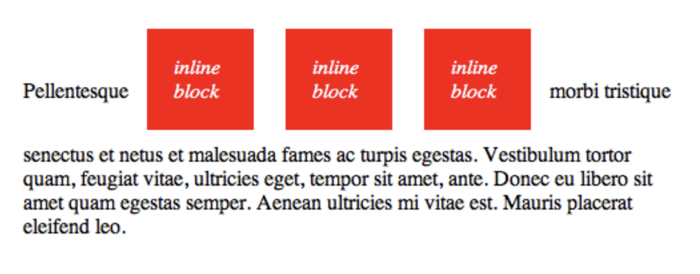 inline inline inline
Pellentesque block block block morbi tristique
senectus et netus et malesuada fames ac turpis egestas. Vestibulum tortor
quam, feugiat vitae, ultricies eget, tempor sit amet, ante. Donec eu libero sit
amet quam egestas semper. Aenean ultricies mi vitae est. Mauris placerat
eleifend leo.